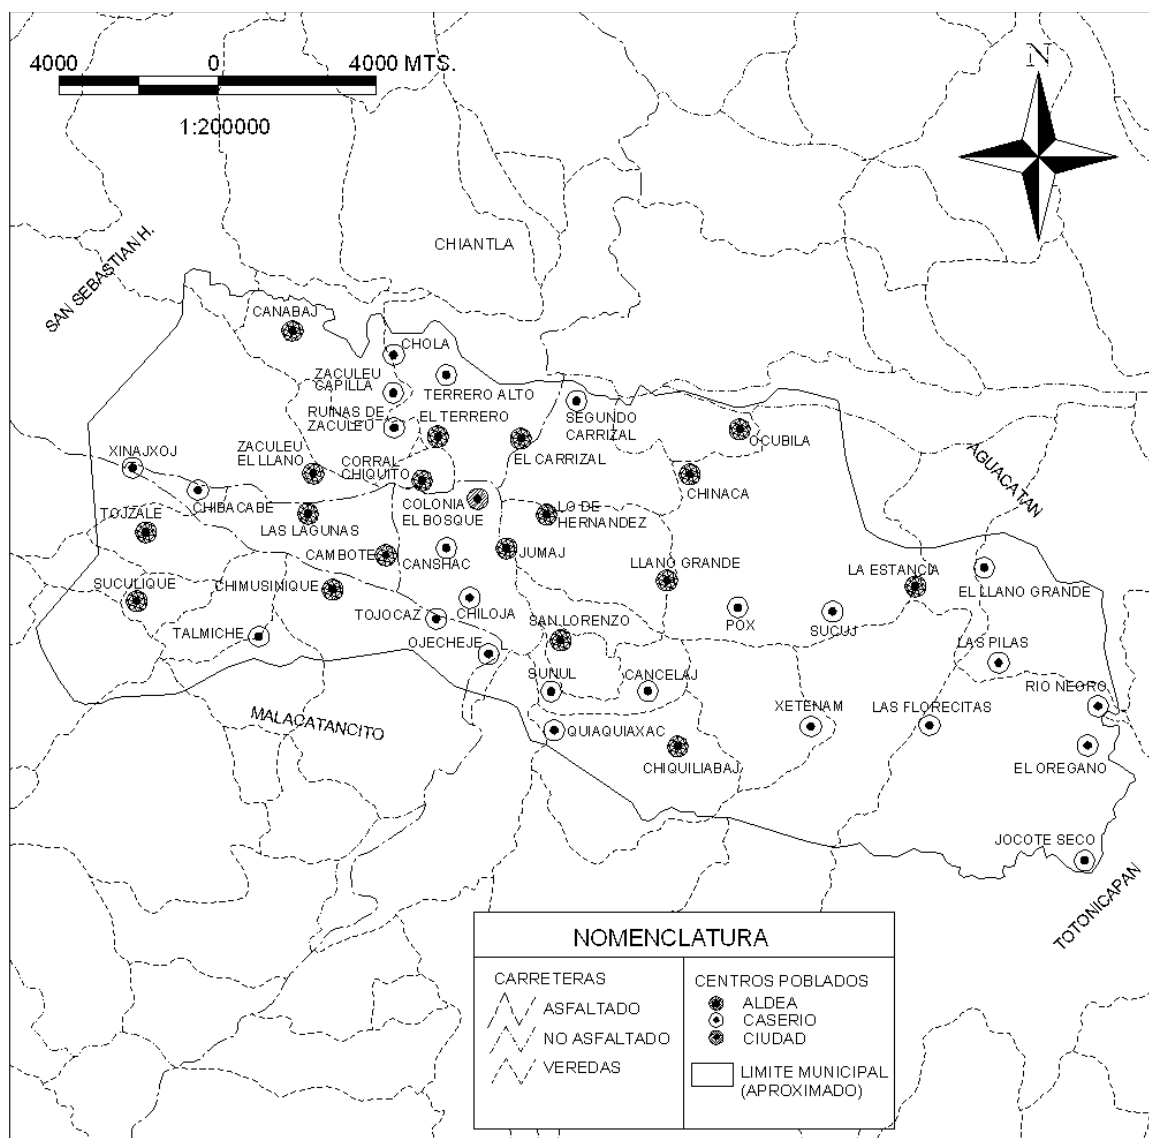 4000 0 4000 MTS.
1:200000
N
CHIANTLA
SAN SEBASTIAN H.
CANABAJ
CHOLA
ZACULEU
CAPILLA
TERRERO ALTO
RUINAS DE
ZACULEU
EL TERRERO
SEGUNDO
CARRIZAL
OCUBILA
ZACULEU
EL LLANO
CORRAL
CHIQUITO
EL CARRIZAL
XINAJXOJ
CHIBACABE
CHINACA
AGUACATAN
COLONIA
EL BOSQUE
LO DE
HERNANDEZ
TOJZALE
LAS LAGUNAS
CAMBOTE
CANSHAC
JUMAJ
LLANO GRANDE
LA ESTANCIA
EL LLANO GRANDE
SUCULIQUE
CHIMUSINIQUE
TOJOCAZ
CHILOJA
SAN LORENZO
POX
SUCUJ
TALMICHE
OJECHEJE
LAS PILAS
SUNUL
CANCELAJ
RIO NEGRO
MALACATANCITO
QUIAQUIAXAC
XETENAM
LAS FLORECITAS
CHIQUILIABAJ
EL OREGANO
JOCOTE SECO
TOTONICAPAN
NOMENCLATURA
CARRETERAS
ASFALTADO
NO ASFALTADO
VEREDAS
CENTROS POBLADOS
ALDEA
CASERIO
CIUDAD
LIMITE MUNICIPAL
(APROXIMADO)